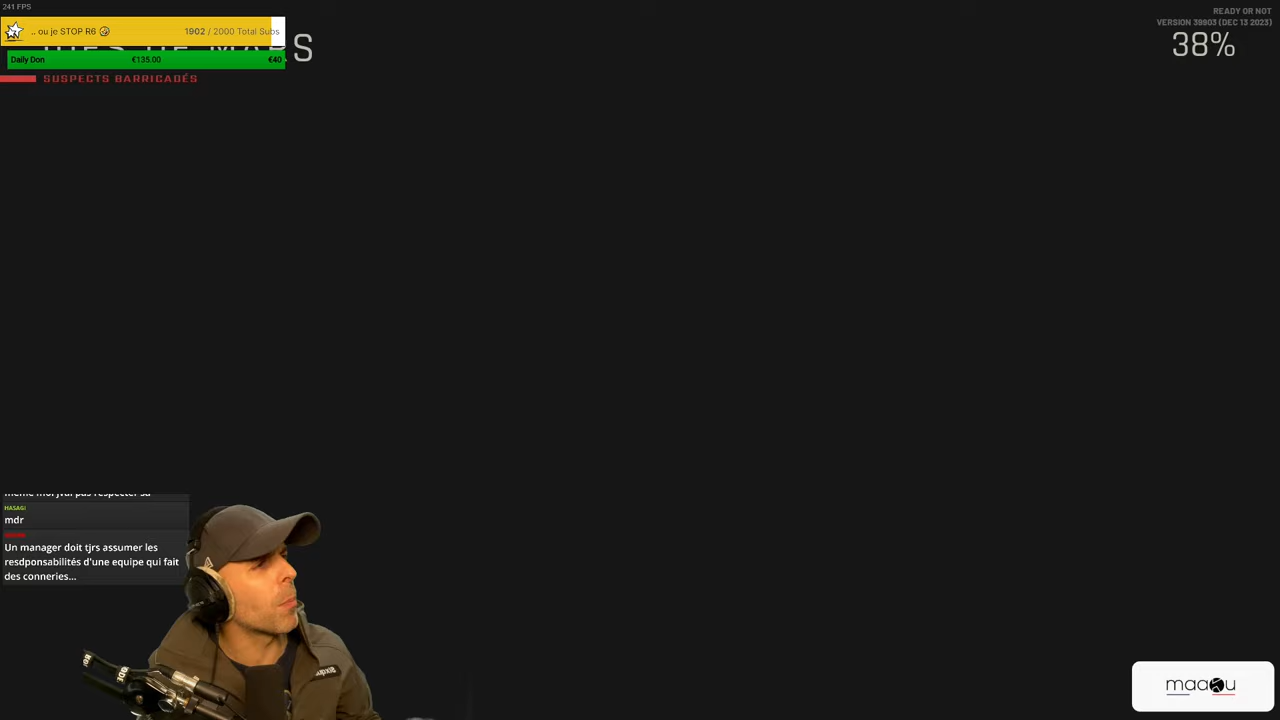 241 FPS
.. ou je STOP R6
1902 / 2000 Total Subs
Daily Don €135.00 €40
SUSPECTS BARRICADÉS
READY OR NOT
VERSION 39903 (DEC 13 2023)
38%
HASAGI
mdr
Un manager doit tjrs assumer les
resdponsabilités d'une equipe qui fait
des conneries...
maaou